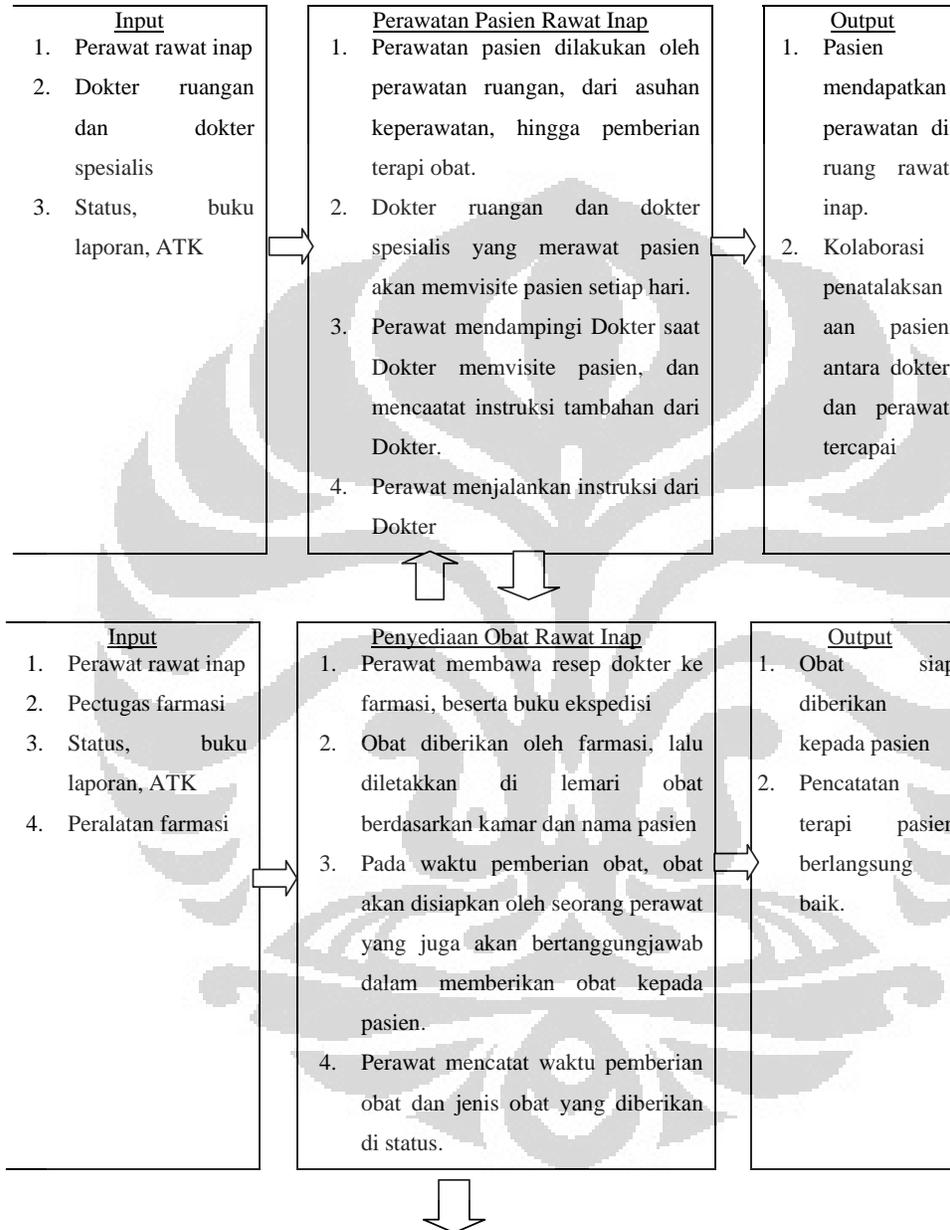 Input
1. Perawat rawat inap
2. Dokter ruangan
dan dokter
spesialis
3. Status, buku
laporan, ATK
Perawatan Pasien Rawat Inap
1. Perawatan pasien dilakukan oleh
perawatan ruangan, dari asuhan
keperawatan, hingga pemberian
terapi obat.
2. Dokter ruangan dan dokter
spesialis yang merawat pasien
akan memvisite pasien setiap hari.
3. Perawat mendampingi Dokter saat
Dokter memvisite pasien, dan
mencaatat instruksi tambahan dari
Dokter.
4. Perawat menjalankan instruksi dari
Dokter
Output
1. Pasien
mendapatkan
perawatan di
ruang rawat
inap.
2. Kolaborasi
penatalaksan
aan pasien
antara dokter
dan perawat
tercapai
Input
1. Perawat rawat inap
2. Pectugas farmasi
3. Status, buku
laporan, ATK
4. Peralatan farmasi
Penyediaan Obat Rawat Inap
1. Perawat membawa resep dokter ke
farmasi, beserta buku ekspedisi
2. Obat diberikan oleh farmasi, lalu
diletakkan di lemari obat
berdasarkan kamar dan nama pasien
3. Pada waktu pemberian obat, obat
akan disiapkan oleh seorang perawat
yang juga akan bertanggungjawab
dalam memberikan obat kepada
pasien.
4. Perawat mencatat waktu pemberian
obat dan jenis obat yang diberikan
di status.
Output
1. Obat siap
diberikan
kepada pasien
2. Pencatatan
terapi pasien
berlangsung
baik.